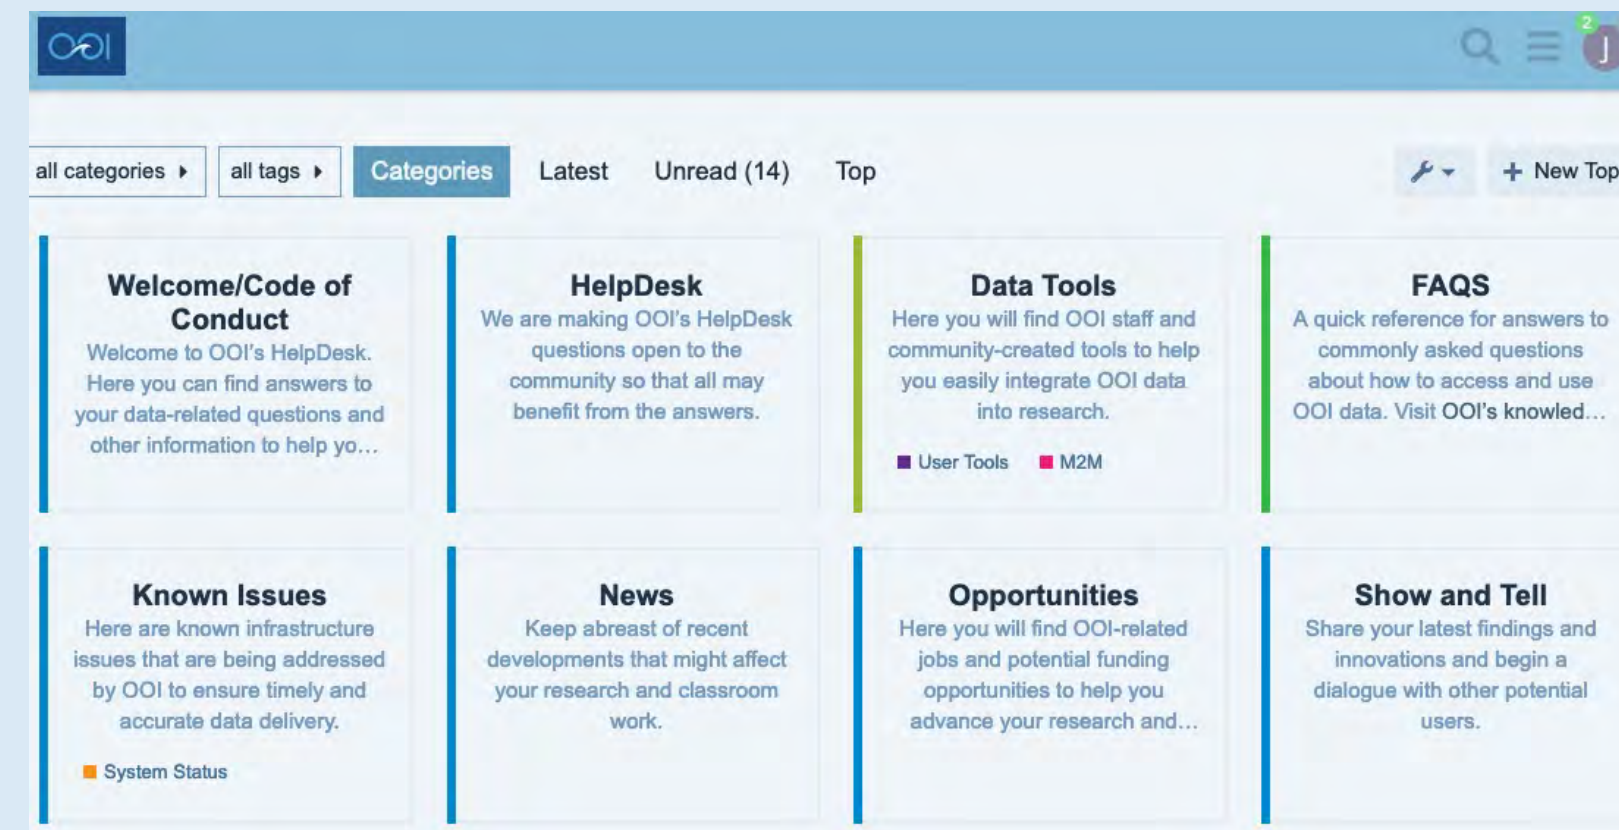 OOI
2
J
all categories
all tags
Categories
Latest
Unread (14)
Top
+ New Top
Welcome/Code of
Conduct
Welcome to OOI's HelpDesk.
Here you can find answers to
your data-related questions and
other information to help yo...
HelpDesk
We are making OOI's HelpDesk
questions open to the
community so that all may
benefit from the answers.
Data Tools
Here you will find OOI staff and
community-created tools to help
you easily integrate OOI data
into research.
User Tools
M2M
FAQS
A quick reference for answers to
commonly asked questions
about how to access and use
OOI data. Visit OOI's knowled...
Known Issues
Here are known infrastructure
issues that are being addressed
by OOI to ensure timely and
accurate data delivery.
System Status
News
Keep abreast of recent
developments that might affect
your research and classroom
work.
Opportunities
Here you will find OOI-related
jobs and potential funding
opportunities to help you
advance your research and...
Show and Tell
Share your latest findings and
innovations and begin a
dialogue with other potential
users.